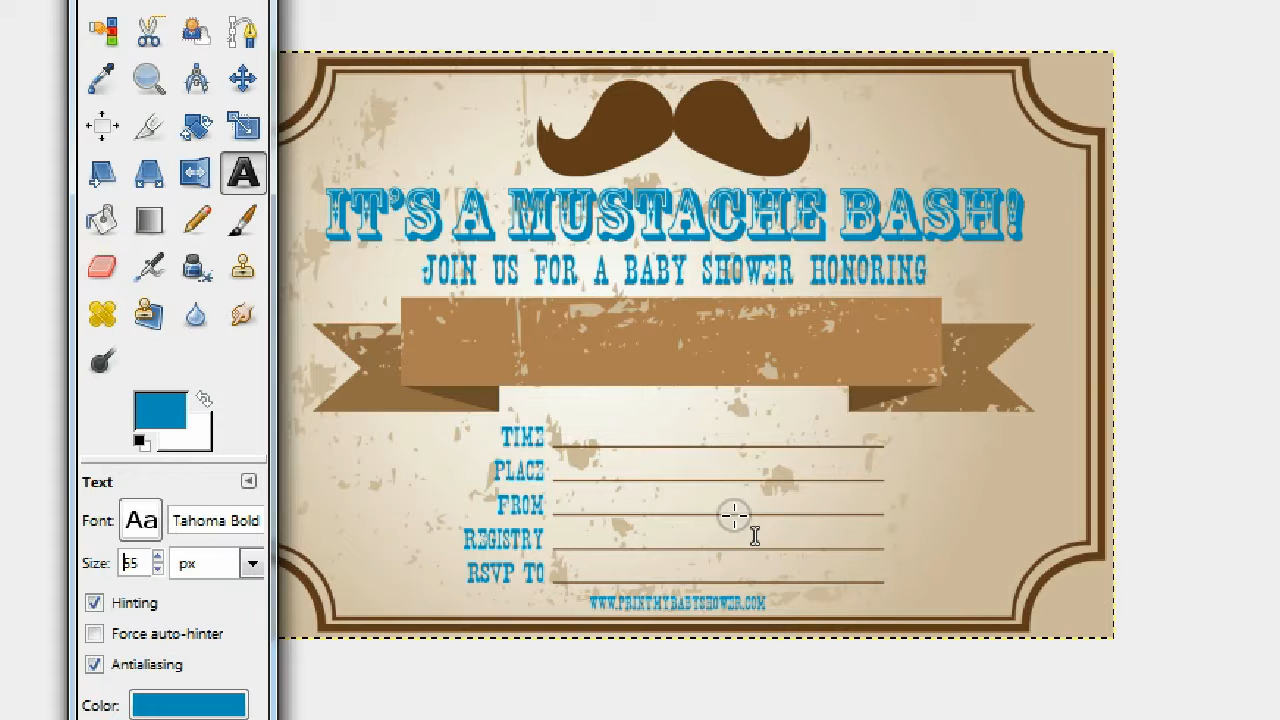 IT'S A MUSTACHE BASH!
JOIN US FOR A BABY SHOWER HONORING
TIME
PLACE
FROM
REGISTRY
RSVP TO
WWW.PRINTMYBABYSHOWER.COM
A
Text
Font: Aa Tahoma Bold
Size: 55 px
Hinting
Force auto-hinter
Antialiasing
Color: